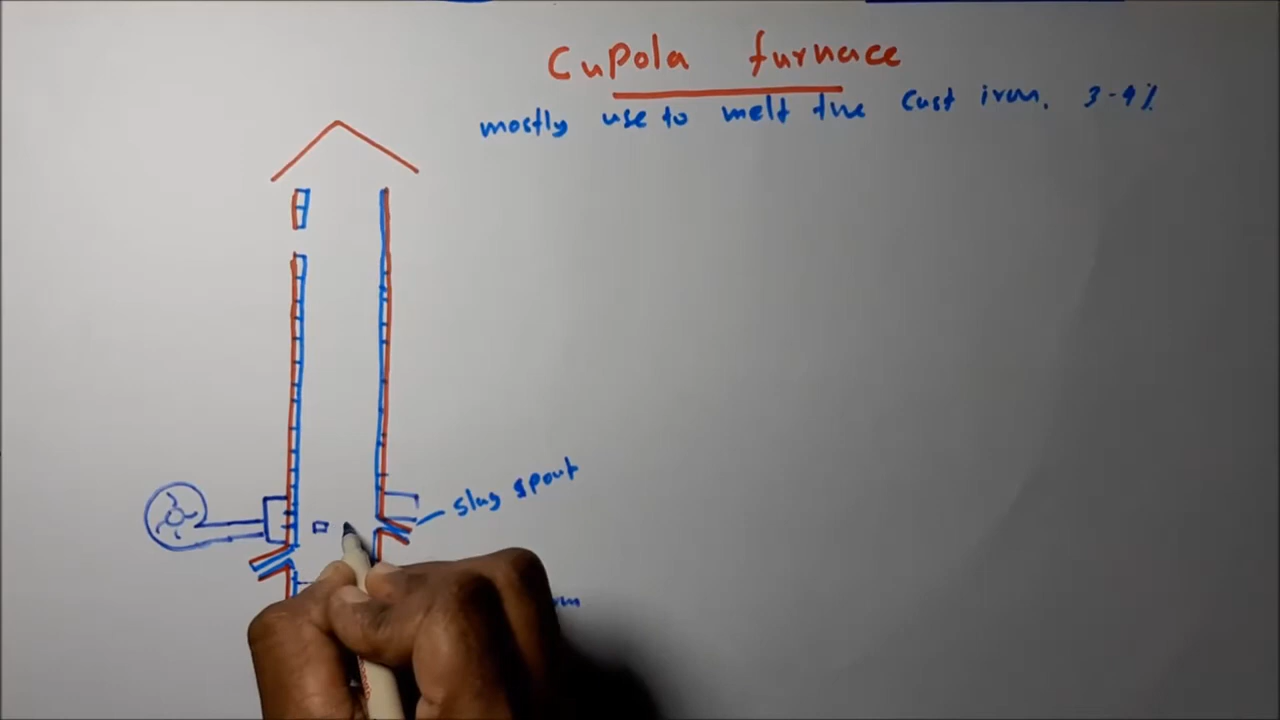 Cupola furnace
mostly use to melt the cast iron. 3-4%
slag spout